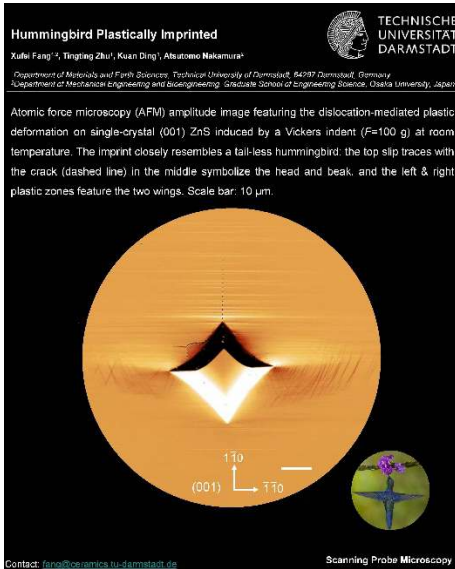 Hummingbird Plastically Imprinted
TECHNISCHE
UNIVERSITÄT
DARMSTADT
Xufei Fang¹,², Tingting Zhu¹, Kuan Ding¹, Atsutomo Nakamura²
Department of Materials and Earth Sciences, Technical University of Darmstadt, 64287 Darmstadt, Germany
²Department of Mechanical Engineering and Bioengineering, Graduate School of Engineering Science, Osaka University, Japan
Atomic force microscopy (AFM) amplitude image featuring the dislocation-mediated plastic
deformation on single-crystal (001) ZnS induced by a Vickers indent (F=100 g) at room
temperature. The imprint closely resembles a tail-less hummingbird: the top slip traces with
the crack (dashed line) in the middle symbolize the head and beak, and the left & right
plastic zones feature the two wings. Scale bar: 10 μm.
11̄0
(001)
1̄1̄0
Contact: fang@ceramics.tu-darmstadt.de
Scanning Probe Microscopy